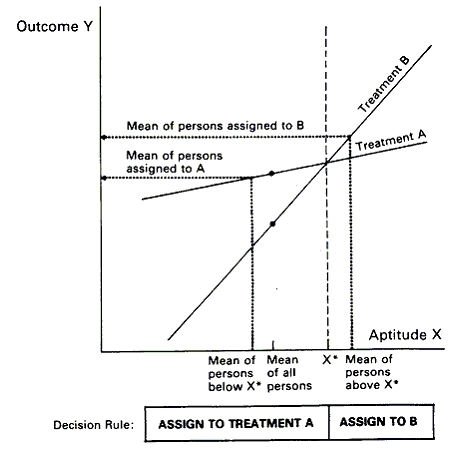 Outcome Y
Treatment B
Mean of persons assigned to B
Treatment A
Mean of persons
assigned to A
Aptitude X
Mean of
persons
below X*
Mean
of all
persons
X*
Mean of
persons
above X*
Decision Rule:
ASSIGN TO TREATMENT A
ASSIGN TO B